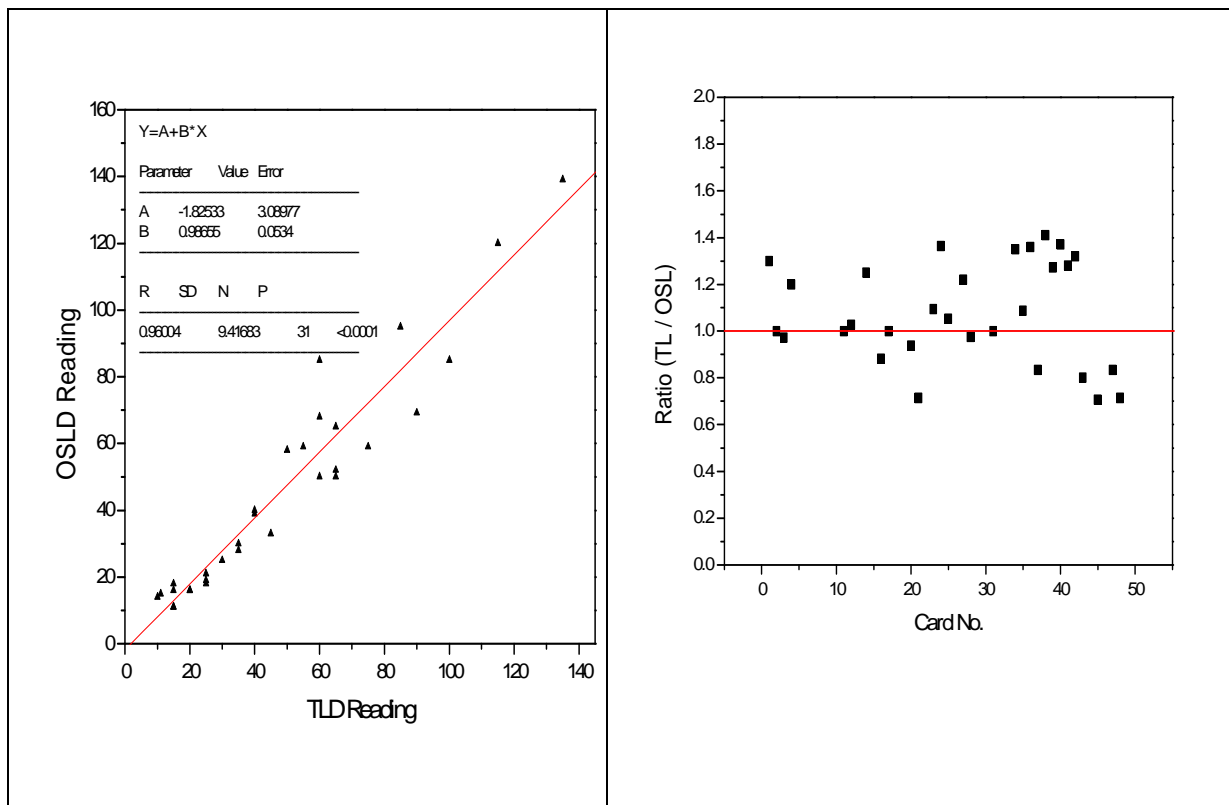 160
140
120
100
80
60
40
20
0
OSLD Reading
Y=A+B*X
Parameter Value Error
A -1.82533 3.08977
B 0.98655 0.0534
R SD N P
0.96004 9.41683 31 <0.0001
0 20 40 60 80 100 120 140
TLD Reading
2.0
1.8
1.6
1.4
1.2
1.0
0.8
0.6
0.4
0.2
0.0
Ratio (TL / OSL)
0 10 20 30 40 50
Card No.